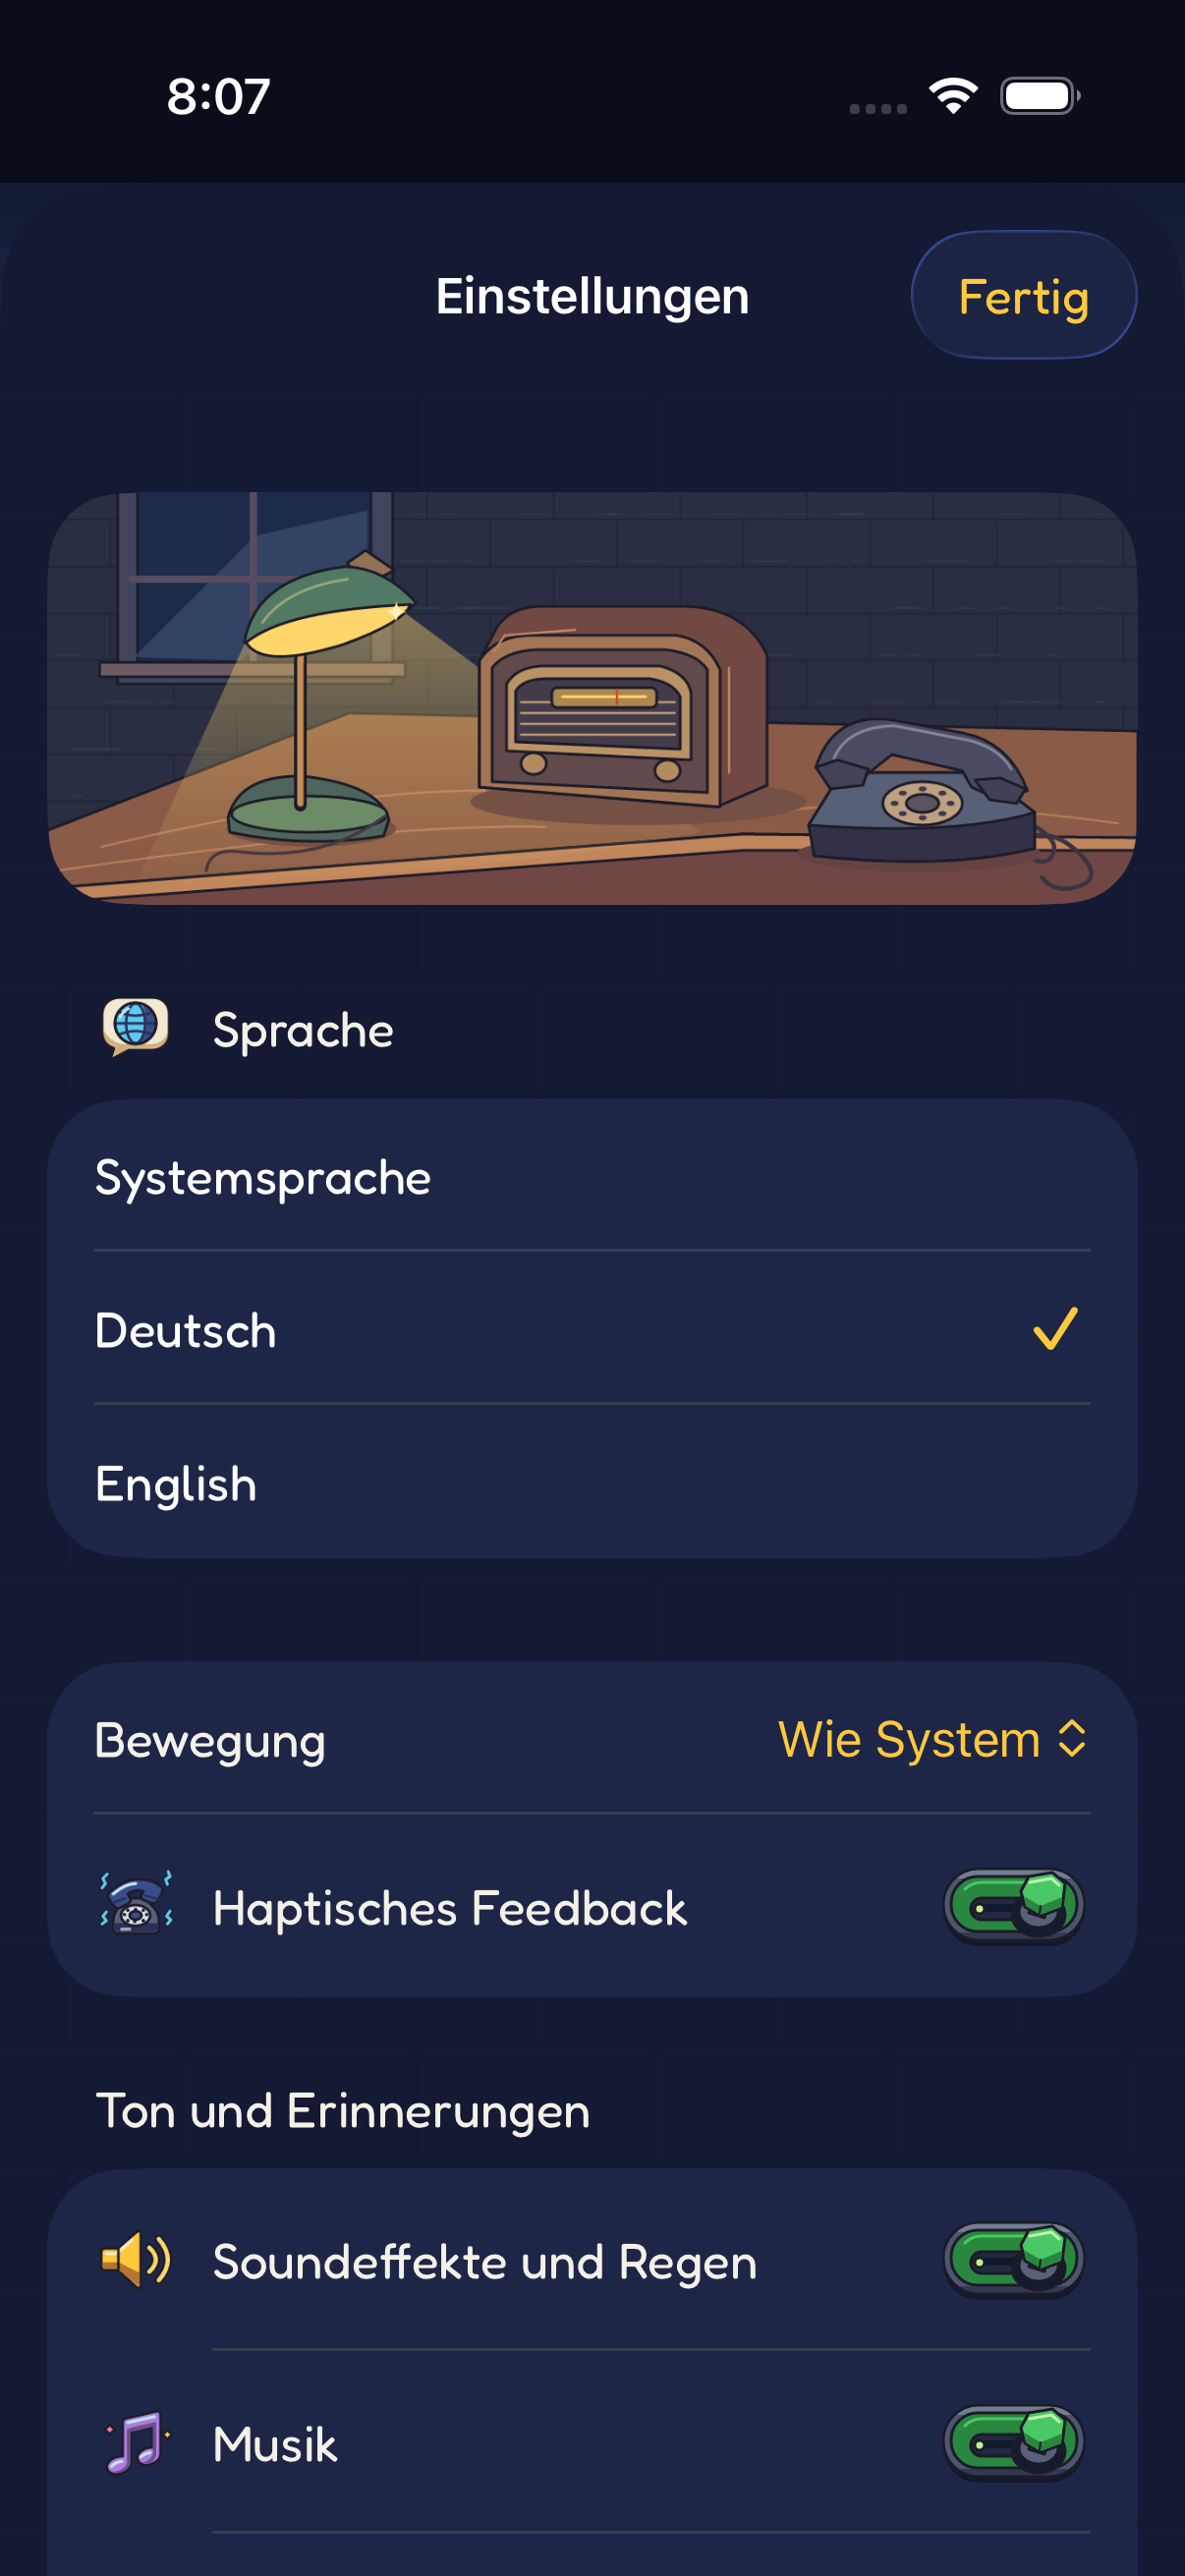 8:07
Einstellungen
Fertig
Sprache
Systemsprache
Deutsch
English
Bewegung
Wie System
Haptisches Feedback
Ton und Erinnerungen
Soundeffekte und Regen
Musik